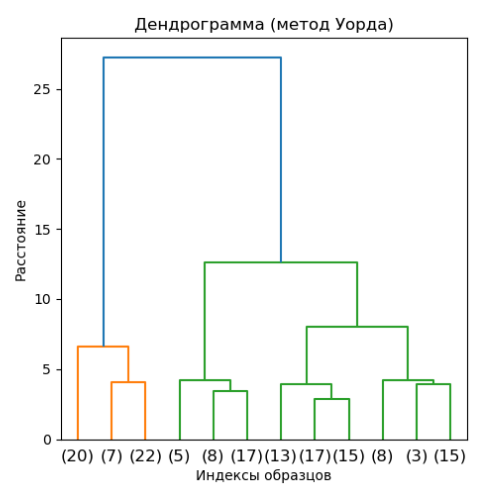 Дендрограмма (метод Уорда)
Расстояние
25
20
15
10
5
0
(20) (7) (22) (5) (8) (17) (13) (17) (15) (8) (3) (15)
Индексы образцов